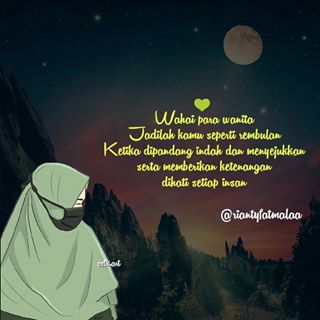 Wahai para wanita
Jadilah kamu seperti rembulan
Ketika dipandang indah dan menyejukkan
serta memberikan ketenangan
dihati setiap insan
@riantyfatmalaa